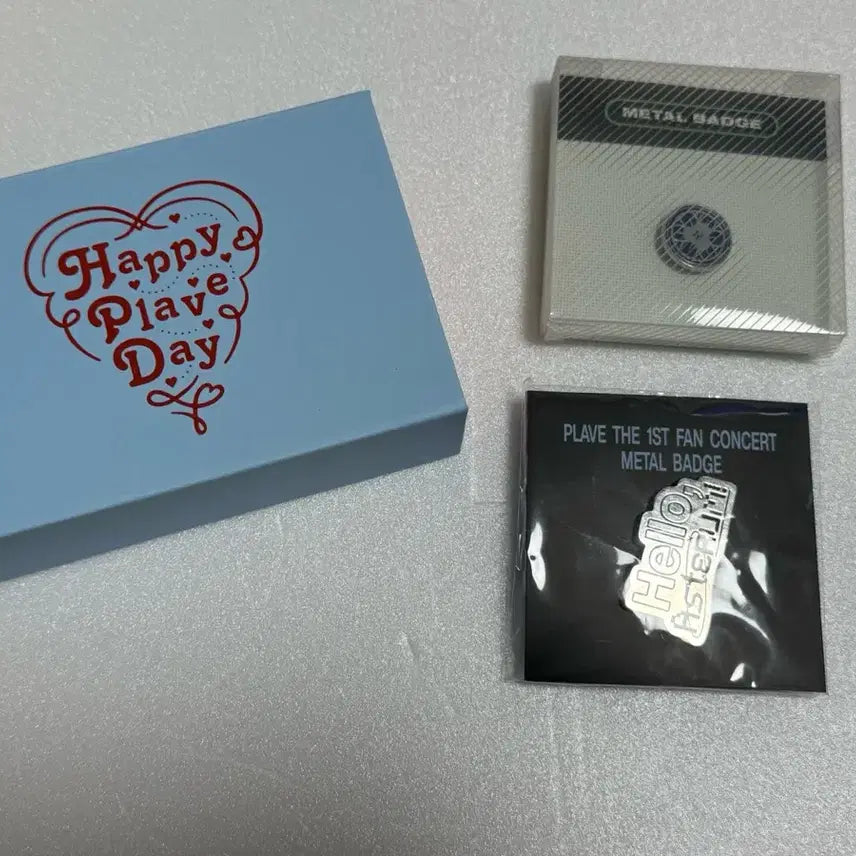 Happy
Plave
Day
METAL BADGE
PLAVE THE 1ST FAN CONCERT
METAL BADGE
Hello,
Asterum!